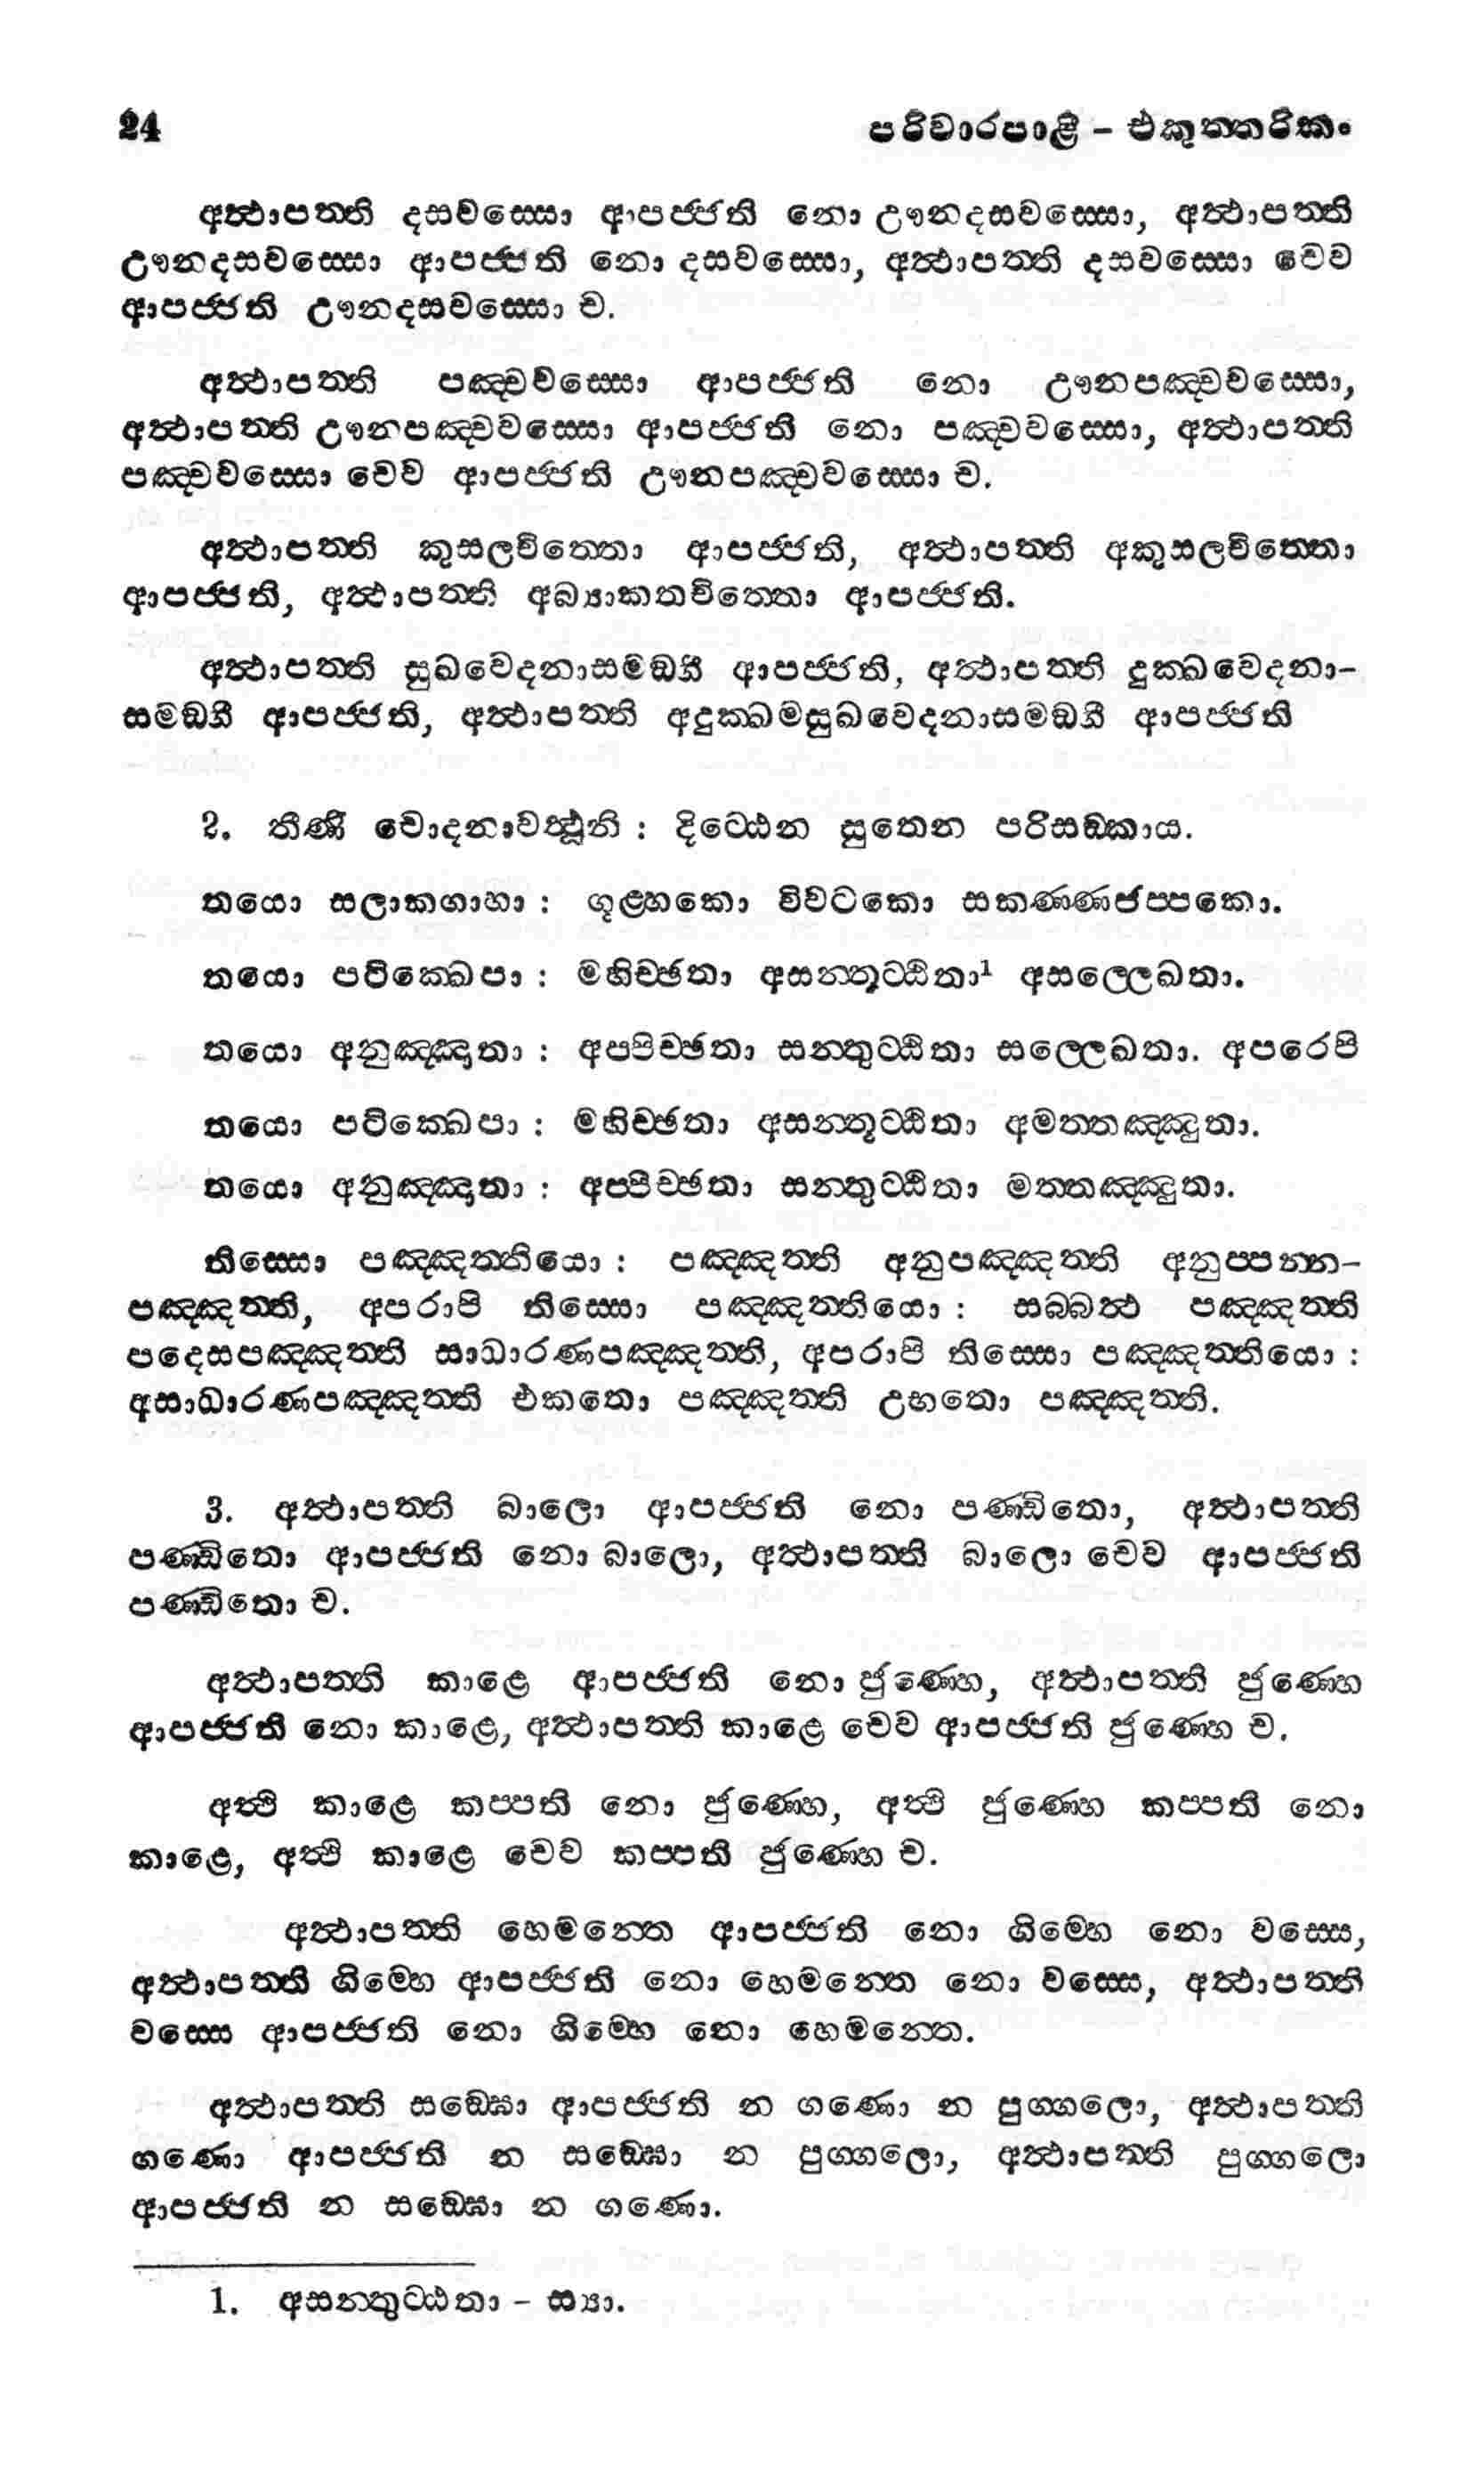 24 පරිවාරපාළි – එකුත්තරිකං
අත්ථාපත්ති දසවස්සො ආපජ්ජති නො ඌනදසවස්සො, අත්ථාපත්ති
ඌනදසවස්සො ආපජ්ජති නො දසවස්සො, අත්ථාපත්ති දසවස්සො චෙව
ආපජ්ජති ඌනදසවස්සො ච.
අත්ථාපත්ති පඤ්චවස්සො ආපජ්ජති නො ඌනපඤ්චවස්සො,
අත්ථාපත්ති ඌනපඤ්චවස්සො ආපජ්ජති නො පඤ්චවස්සො, අත්ථාපත්ති
පඤ්චවස්සො චෙව ආපජ්ජති ඌනපඤ්චවස්සො ච.
අත්ථාපත්ති කුසලචිත්තො ආපජ්ජති, අත්ථාපත්ති අකුසලචිත්තො
ආපජ්ජති, අත්ථාපත්ති අබ්‍යාකතචිත්තො ආපජ්ජති.
අත්ථාපත්ති සුඛවෙදනාසමඞ්ගී ආපජ්ජති, අත්ථාපත්ති දුක්ඛවෙදනා-
සමඞ්ගී ආපජ්ජති, අත්ථාපත්ති අදුක්ඛමසුඛවෙදනාසමඞ්ගී ආපජ්ජති
2. තීණි චොදනාවත්ථූනි : දිට්ඨෙන සුතෙන පරිසඞ්කාය.
තයො සලාකගාහා : ගූළ්හකො විවටකො සකණ්ණජප්පකො.
තයො පටික්ඛෙපා : මහිච්ඡතා අසන්තුට්ඨිතා¹ අසල්ලෙඛතා.
තයො අනුඤ්ඤාතා : අප්පිච්ඡතා සන්තුට්ඨිතා සල්ලෙඛතා. අපරෙපි
තයො පටික්ඛෙපා : මහිච්ඡතා අසන්තුට්ඨිතා අමත්තඤ්ඤුතා.
තයො අනුඤ්ඤාතා : අප්පිච්ඡතා සන්තුට්ඨිතා මත්තඤ්ඤුතා.
තිස්සො පඤ්ඤත්තියො : පඤ්ඤත්ති අනුපඤ්ඤත්ති අනුප්පන්න-
පඤ්ඤත්ති, අපරාපි තිස්සො පඤ්ඤත්තියො : සබ්බත්ථ පඤ්ඤත්ති
පදෙසපඤ්ඤත්ති සාධාරණපඤ්ඤත්ති, අපරාපි තිස්සො පඤ්ඤත්තියො :
අසාධාරණපඤ්ඤත්ති එකතො පඤ්ඤත්ති උභතො පඤ්ඤත්ති.
3. අත්ථාපත්ති බාලො ආපජ්ජති නො පණ්ඩිතො, අත්ථාපත්ති
පණ්ඩිතො ආපජ්ජති නො බාලො, අත්ථාපත්ති බාලො චෙව ආපජ්ජති
පණ්ඩිතො ච.
අත්ථාපත්ති කාළෙ ආපජ්ජති නො ජුණ්හෙ, අත්ථාපත්ති ජුණ්හෙ
ආපජ්ජති නො කාළෙ, අත්ථාපත්ති කාළෙ චෙව ආපජ්ජති ජුණ්හෙ ච.
අත්ථි කාළෙ කප්පති නො ජුණ්හෙ, අත්ථි ජුණ්හෙ කප්පති නො
කාළෙ, අත්ථි කාළෙ චෙව කප්පති ජුණ්හෙ ච.
අත්ථාපත්ති හෙමන්තෙ ආපජ්ජති නො ගිම්හෙ නො වස්සෙ,
අත්ථාපත්ති ගිම්හෙ ආපජ්ජති නො හෙමන්තෙ නො වස්සෙ, අත්ථාපත්ති
වස්සෙ ආපජ්ජති නො ගිම්හෙ නො හෙමන්තෙ.
අත්ථාපත්ති සඞ්ඝො ආපජ්ජති න ගණො න පුග්ගලො, අත්ථාපත්ති
ගණො ආපජ්ජති න සඞ්ඝො න පුග්ගලො, අත්ථාපත්ති පුග්ගලො
ආපජ්ජති න සඞ්ඝො න ගණො.
1. අසන්තුට්ඨතා – ස්‍යා.